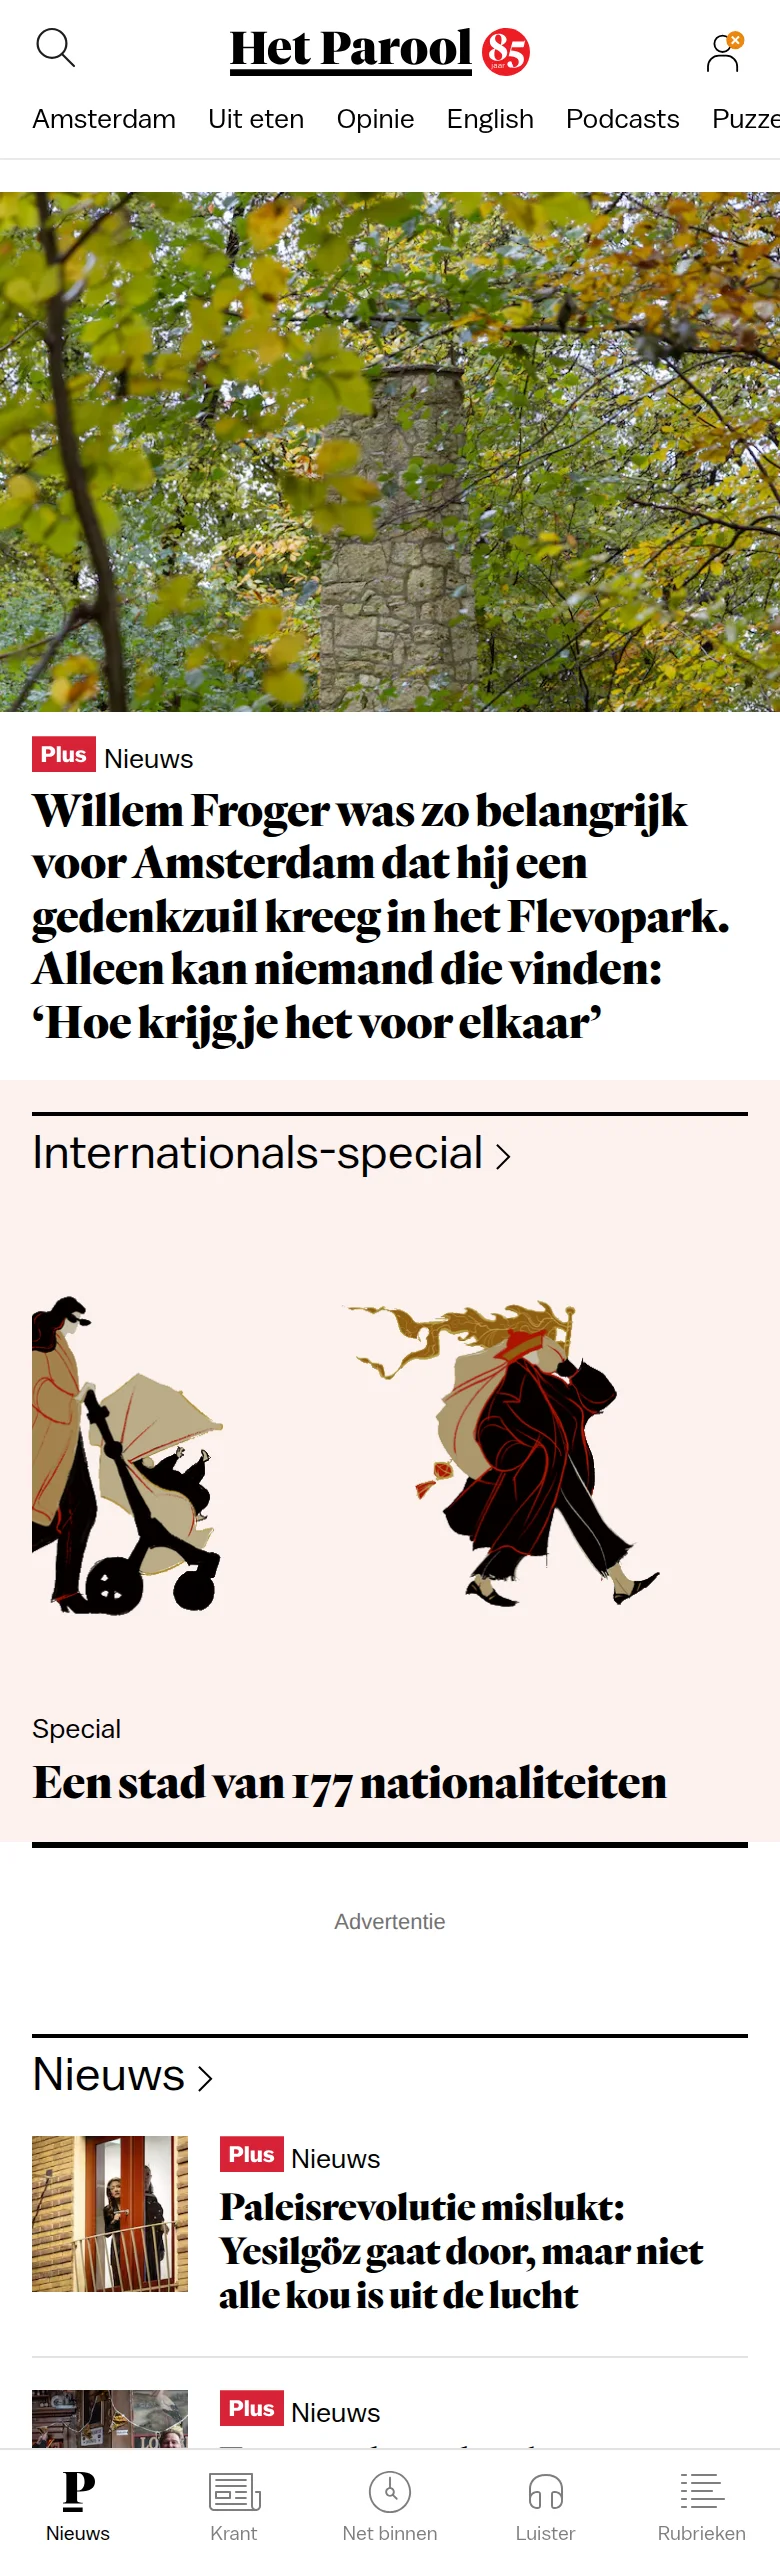 Het Parool 85 jaar
Amsterdam Uit eten Opinie English Podcasts Puzze
Plus Nieuws
Willem Froger was zo belangrijk
voor Amsterdam dat hij een
gedenkzuil kreeg in het Flevopark.
Alleen kan niemand die vinden:
‘Hoe krijg je het voor elkaar’
Internationals-special
Special
Een stad van 177 nationaliteiten
Advertentie
Nieuws
Plus Nieuws
Paleisrevolutie mislukt:
Yesilgöz gaat door, maar niet
alle kou is uit de lucht
Plus Nieuws
P
Nieuws Krant Net binnen Luister Rubrieken